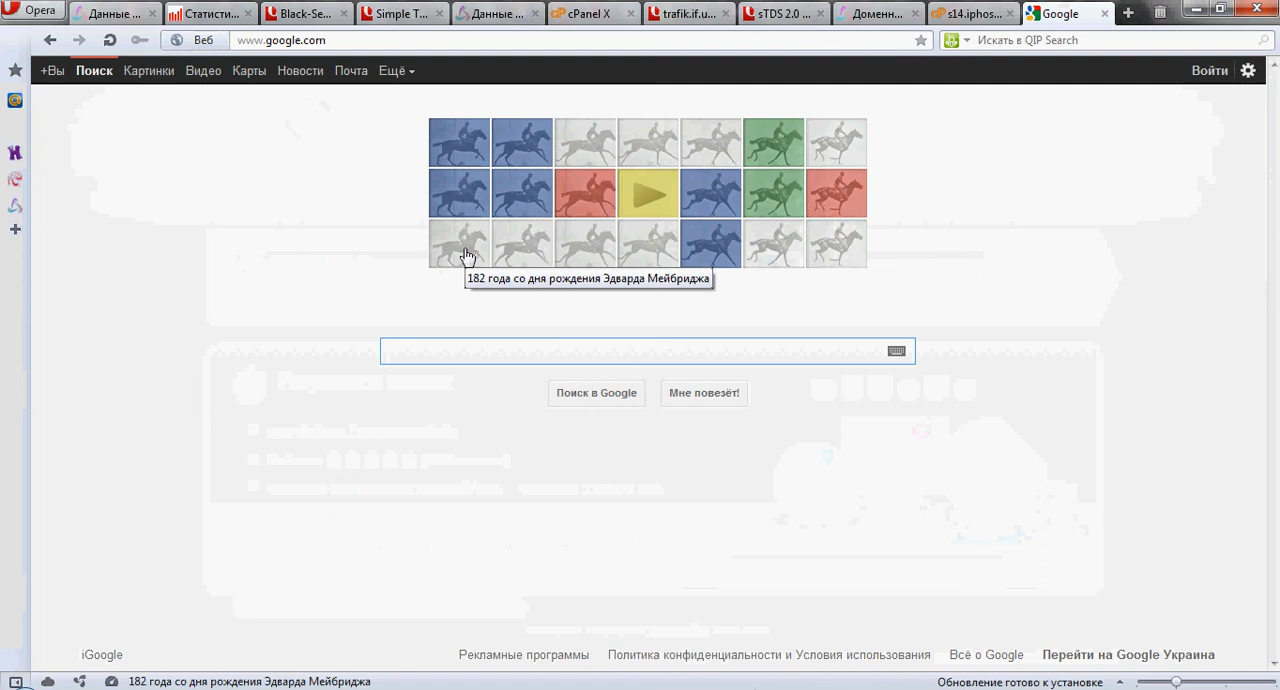 Opera
Данные ...
Статисти...
Black-Se...
Simple T...
Данные ...
cPanel X
trafik.if.u...
sTDS 2.0 ...
Доменн...
s14.iphos...
Google
Веб
www.google.com
Искать в QIP Search
+Вы Поиск Картинки Видео Карты Новости Почта Ещё
Войти
182 года со дня рождения Эдварда Мейбриджа
Поиск в Google
Мне повезёт!
iGoogle
Рекламные программы
Политика конфиденциальности и Условия использования
Всё о Google
Перейти на Google Украина
182 года со дня рождения Эдварда Мейбриджа
Обновление готово к установке